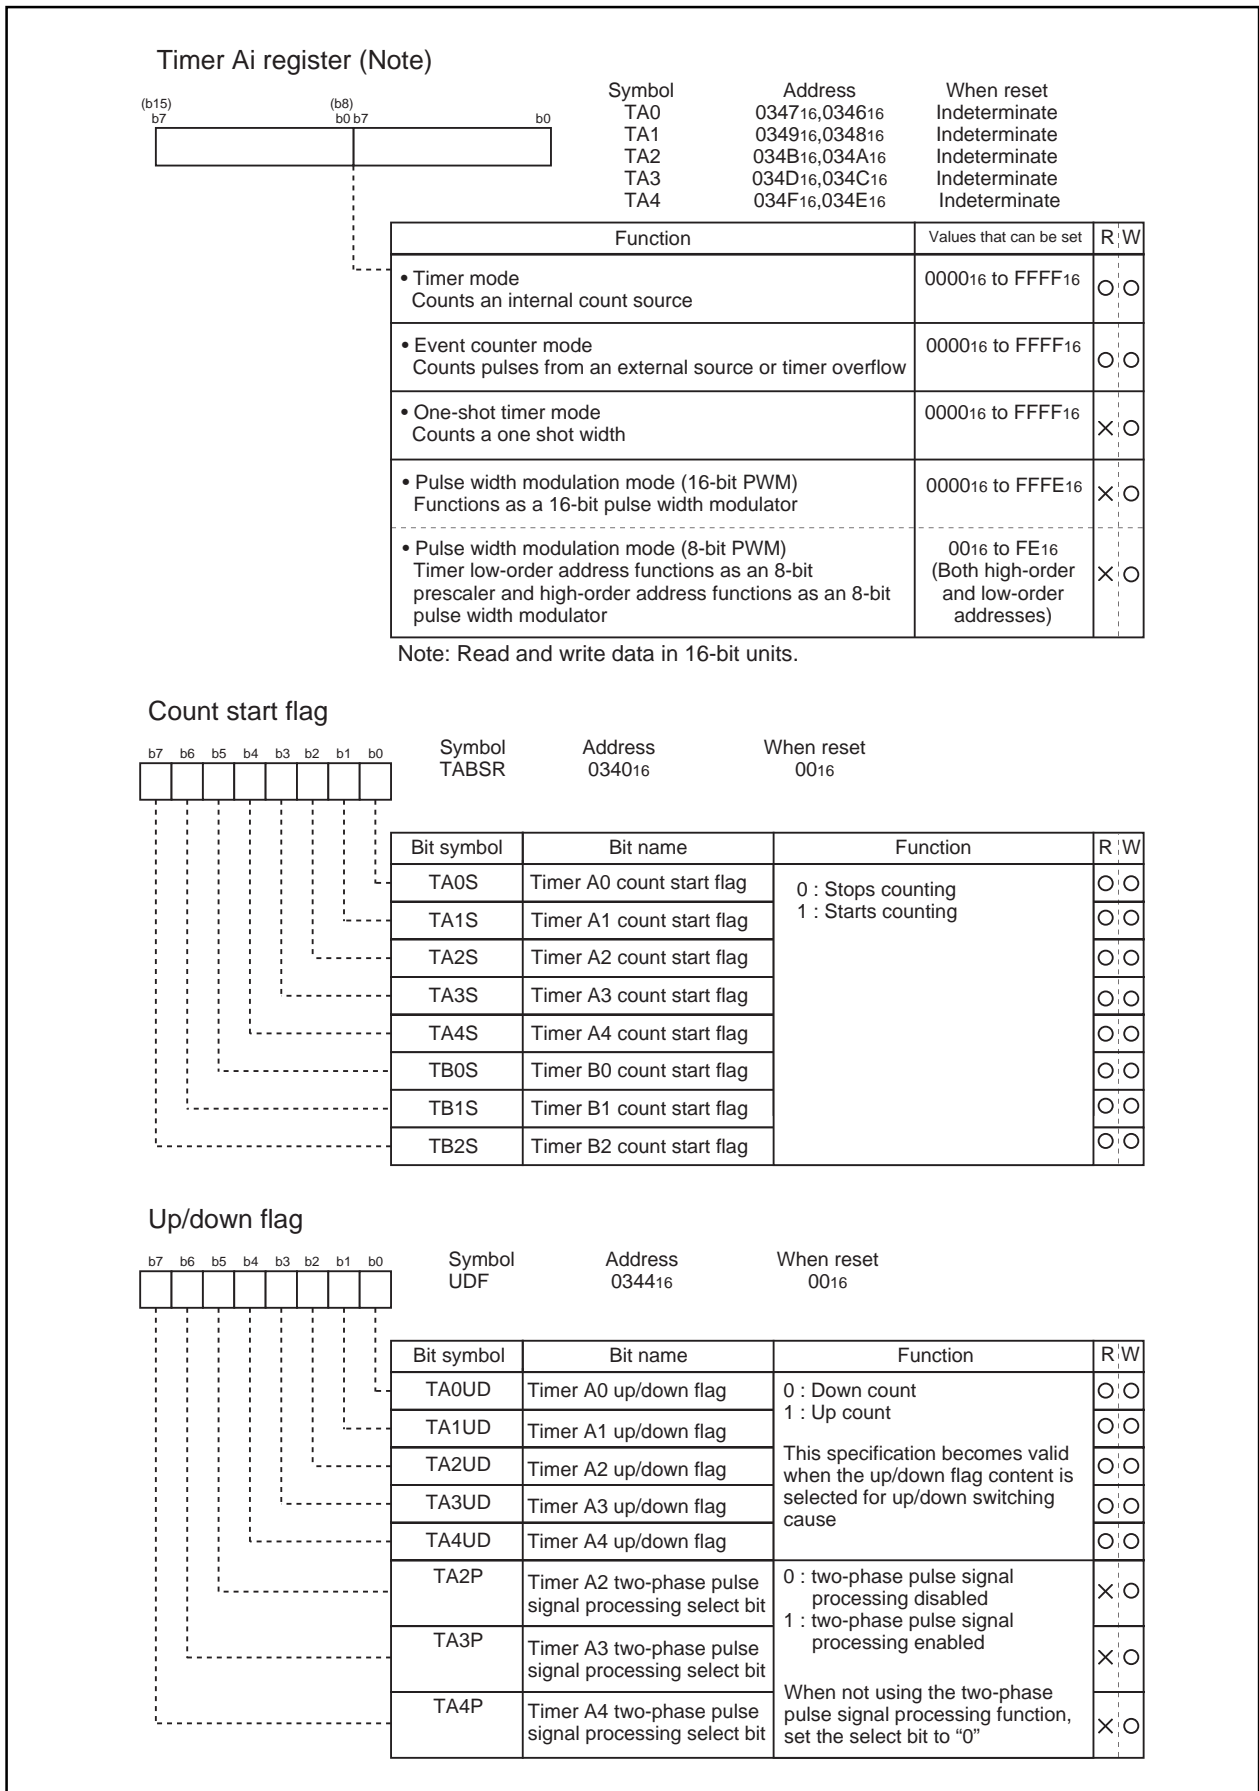 Timer Ai register (Note)
(b15) (b8)
b7 b0 b7 b0
Symbol Address When reset
TA0 034716,034616 Indeterminate
TA1 034916,034816 Indeterminate
TA2 034B16,034A16 Indeterminate
TA3 034D16,034C16 Indeterminate
TA4 034F16,034E16 Indeterminate
Function Values that can be set R W
• Timer mode 000016 to FFFF16
Counts an internal count source
• Event counter mode 000016 to FFFF16
Counts pulses from an external source or timer overflow
• One-shot timer mode 000016 to FFFF16
Counts a one shot width
• Pulse width modulation mode (16-bit PWM) 000016 to FFFE16
Functions as a 16-bit pulse width modulator
• Pulse width modulation mode (8-bit PWM) 0016 to FE16
Timer low-order address functions as an 8-bit (Both high-order
prescaler and high-order address functions as an 8-bit and low-order
pulse width modulator addresses)
Note: Read and write data in 16-bit units.
Count start flag
b7 b6 b5 b4 b3 b2 b1 b0
Symbol Address When reset
TABSR 034016 0016
Bit symbol Bit name Function R W
TA0S Timer A0 count start flag 0 : Stops counting
TA1S Timer A1 count start flag 1 : Starts counting
TA2S Timer A2 count start flag
TA3S Timer A3 count start flag
TA4S Timer A4 count start flag
TB0S Timer B0 count start flag
TB1S Timer B1 count start flag
TB2S Timer B2 count start flag
Up/down flag
b7 b6 b5 b4 b3 b2 b1 b0
Symbol Address When reset
UDF 034416 0016
Bit symbol Bit name Function R W
TA0UD Timer A0 up/down flag 0 : Down count
1 : Up count
TA1UD Timer A1 up/down flag
This specification becomes valid
TA2UD Timer A2 up/down flag when the up/down flag content is
TA3UD Timer A3 up/down flag selected for up/down switching
cause
TA4UD Timer A4 up/down flag
TA2P Timer A2 two-phase pulse 0 : two-phase pulse signal
signal processing select bit processing disabled
1 : two-phase pulse signal
TA3P Timer A3 two-phase pulse processing enabled
signal processing select bit
When not using the two-phase
TA4P Timer A4 two-phase pulse pulse signal processing function,
signal processing select bit set the select bit to “0”